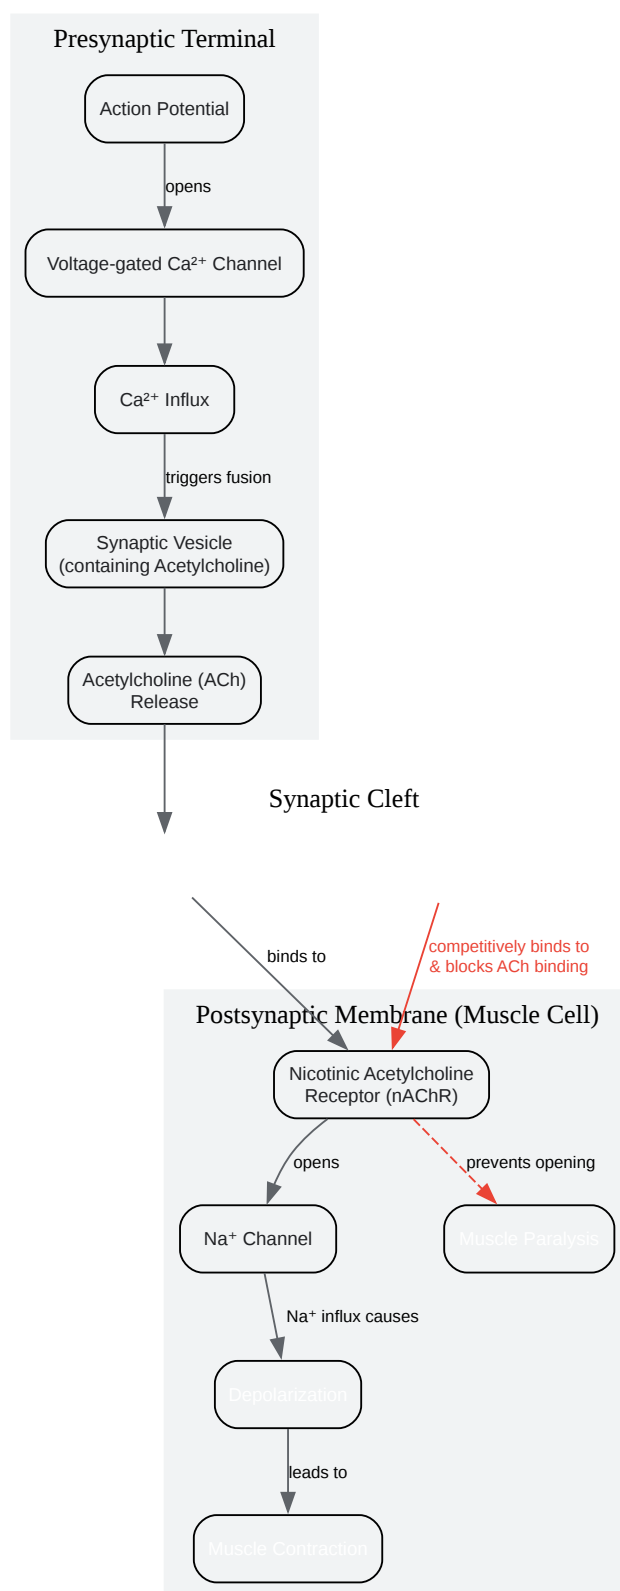 Presynaptic Terminal
Action Potential
opens
Voltage-gated Ca²⁺ Channel
Ca²⁺ Influx
triggers fusion
Synaptic Vesicle
(containing Acetylcholine)
Acetylcholine (ACh)
Release
Synaptic Cleft
binds to
competitively binds to
& blocks ACh binding
Postsynaptic Membrane (Muscle Cell)
Nicotinic Acetylcholine
Receptor (nAChR)
opens
prevents opening
Na⁺ Channel
Muscle Paralysis
Na⁺ influx causes
Depolarization
leads to
Muscle Contraction